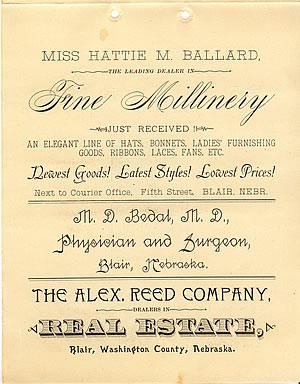 MISS HATTIE M. BALLARD,
THE LEADING DEALER IN
Fine Millinery
JUST RECEIVED !
AN ELEGANT LINE OF HATS, BONNETS, LADIES' FURNISHING
GOODS, RIBBONS, LACES, FANS, ETC.
Newest Goods! Latest Styles! Lowest Prices!
Next to Courier Office, Fifth Street, BLAIR, NEBR.
M. D. Bedal, M. D.,
Physician and Surgeon,
Blair, Nebraska.
THE ALEX. REED COMPANY,
DEALERS IN
REAL ESTATE,
Blair, Washington County, Nebraska.